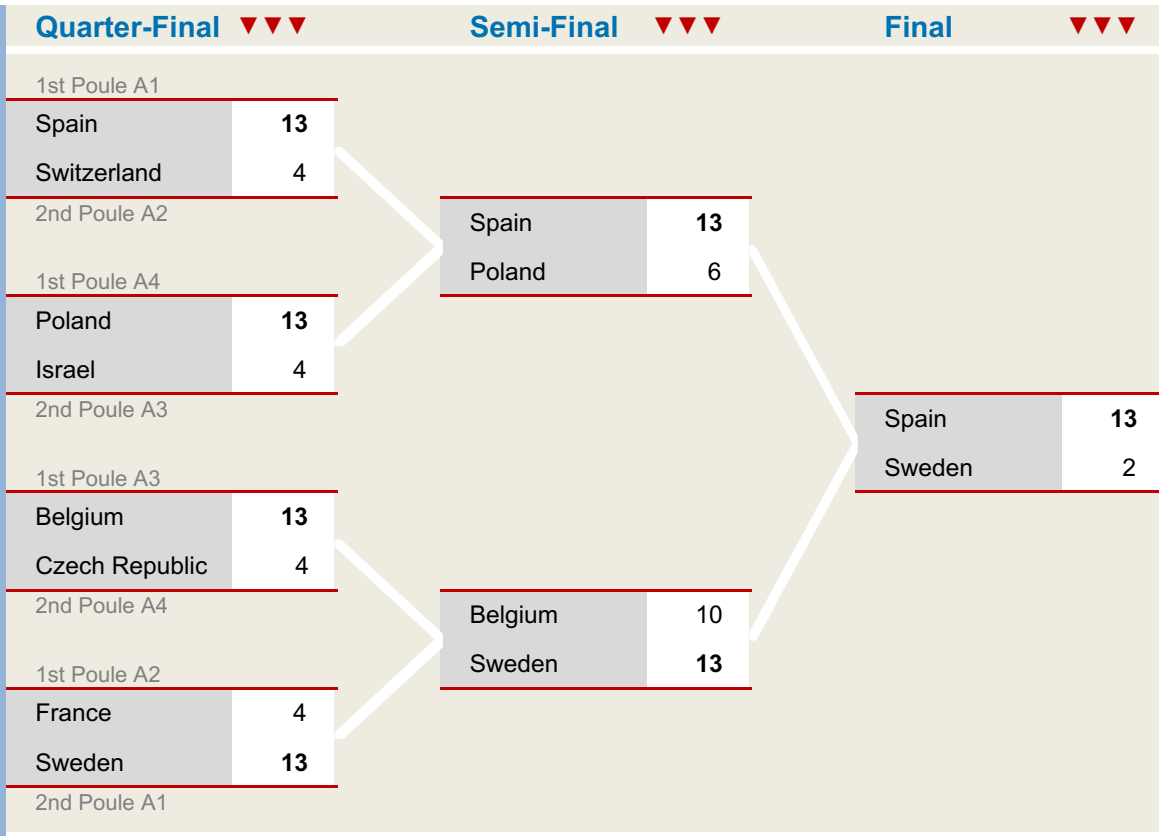 Quarter-Final ▼▼▼ Semi-Final ▼▼▼ Final ▼▼▼
1st Poule A1
Spain 13
Switzerland 4
2nd Poule A2
1st Poule A4
Poland 13
Israel 4
2nd Poule A3
1st Poule A3
Belgium 13
Czech Republic 4
2nd Poule A4
1st Poule A2
France 4
Sweden 13
2nd Poule A1
Spain 13
Poland 6
Belgium 10
Sweden 13
Spain 13
Sweden 2